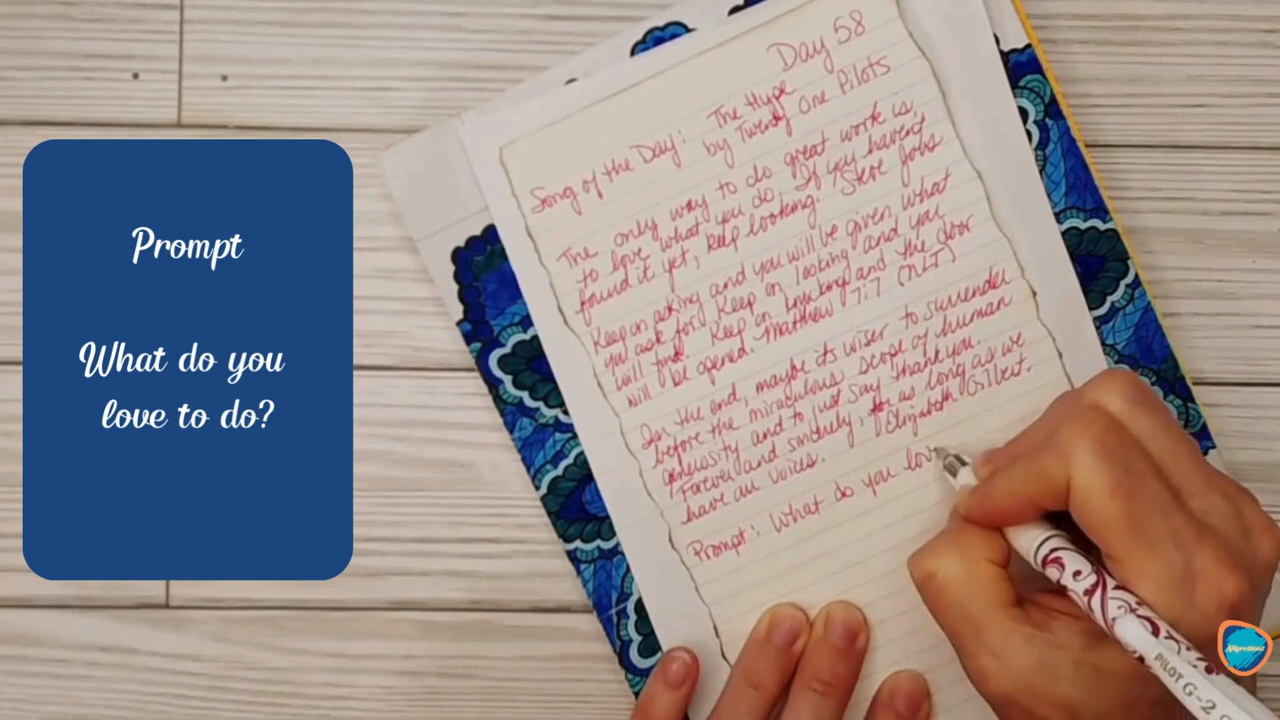 Prompt
What do you
love to do?
Day 58
Song of the Day: The Hype
by Twenty One Pilots
The only way to do great work is
to love what you do. If you haven't
found it yet, keep looking. Steve Jobs
Keep on asking and you will be given what
you ask for. Keep on looking and you
will find. Keep on knocking and the door
will be opened. Matthew 7:7 (NLT)
In the end, maybe its wiser to surrender
before the miraculous scope of human
generosity and to just say thank you.
Forever and sincerely, for as long as we
have our voices. Elizabeth Gilbert.
Prompt: What do you lov
PILOT G-2